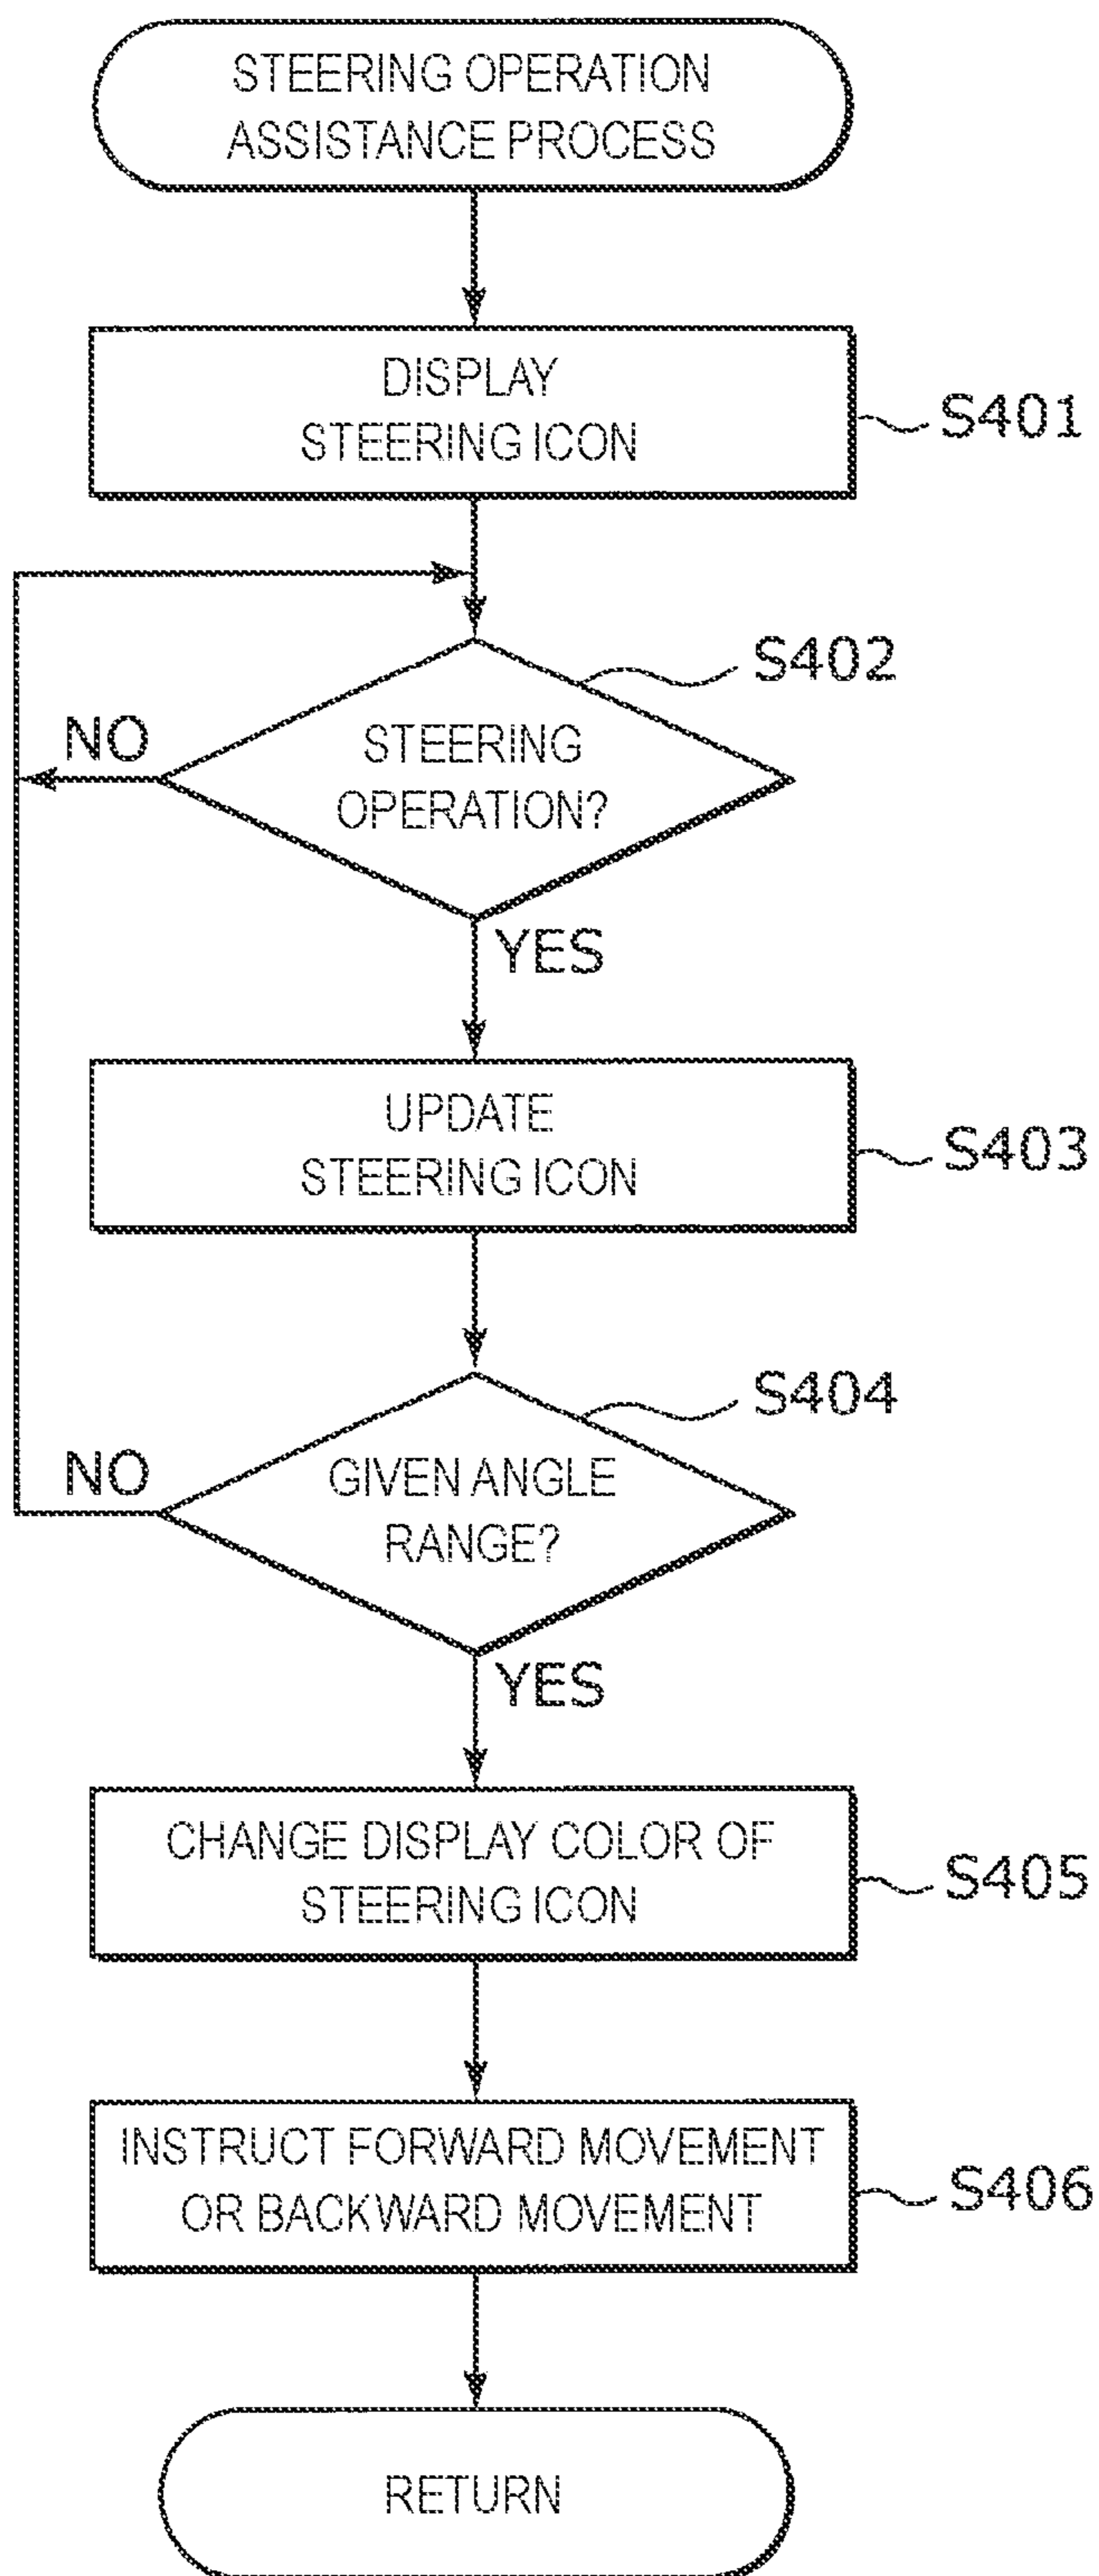 STEERING OPERATION
ASSISTANCE PROCESS
DISPLAY
STEERING ICON
S401
S402
NO
STEERING
OPERATION?
YES
UPDATE
STEERING ICON
S403
S404
NO
GIVEN ANGLE
RANGE?
YES
CHANGE DISPLAY COLOR OF
STEERING ICON
S405
INSTRUCT FORWARD MOVEMENT
OR BACKWARD MOVEMENT
S406
RETURN